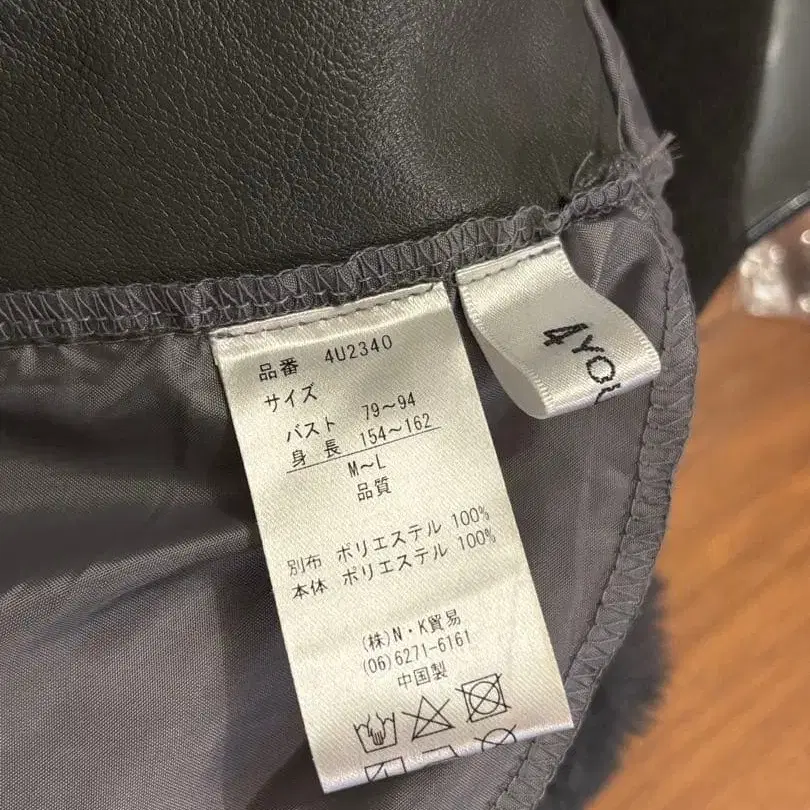 品番 4U2340
サイズ
バスト 79～94
身長 154～162
M～L
品質
別布 ポリエステル 100%
本体 ポリエステル 100%
(株)N・K貿易
(06)6271-6161
中国製
4YOU